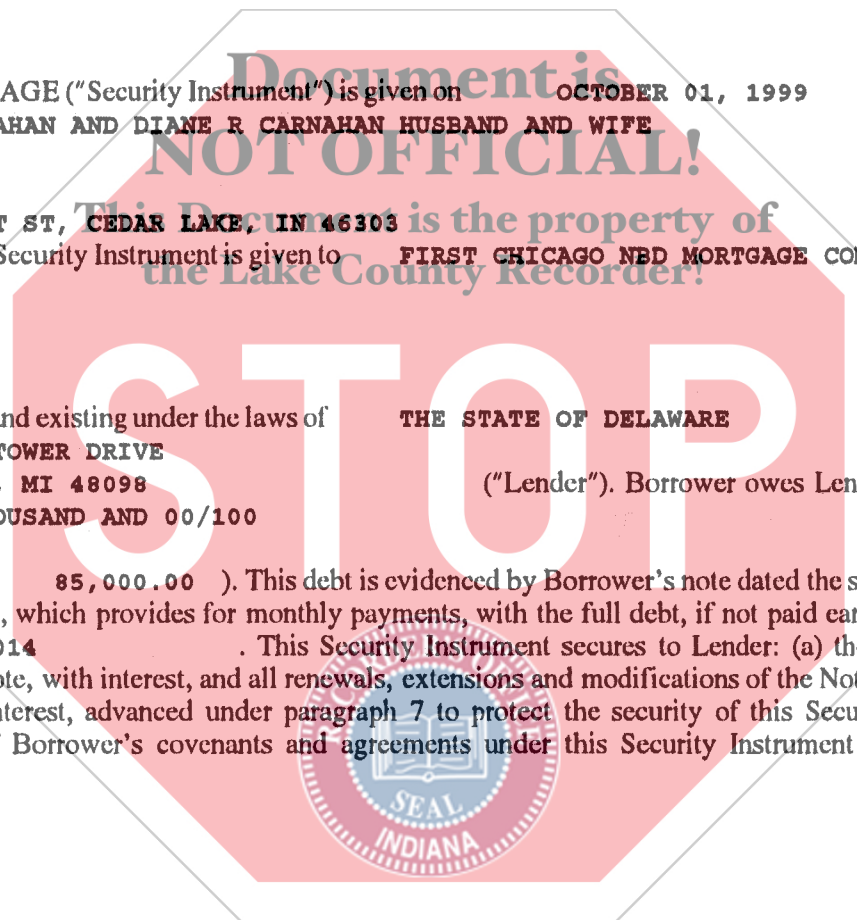 Document is
AGE ("Security Instrument") is given on OCTOBER 01, 1999
AHAN AND DIANE R CARNAHAN HUSBAND AND WIFE
NOT OFFICIAL!
T ST, CEDAR LAKE, IN 46303
This Document is the property of
Security Instrument is given to FIRST CHICAGO NBD MORTGAGE COM
the Lake County Recorder!
STOP
nd existing under the laws of THE STATE OF DELAWARE
TOWER DRIVE
, MI 48098 ("Lender"). Borrower owes Len
OUSAND AND 00/100
85,000.00 ). This debt is evidenced by Borrower's note dated the s
, which provides for monthly payments, with the full debt, if not paid ear
014 . This Security Instrument secures to Lender: (a) th
ote, with interest, and all renewals, extensions and modifications of the Not
nterest, advanced under paragraph 7 to protect the security of this Secu
f Borrower's covenants and agreements under this Security Instrument
RECORDER'S OFFICE
SEAL
INDIANA